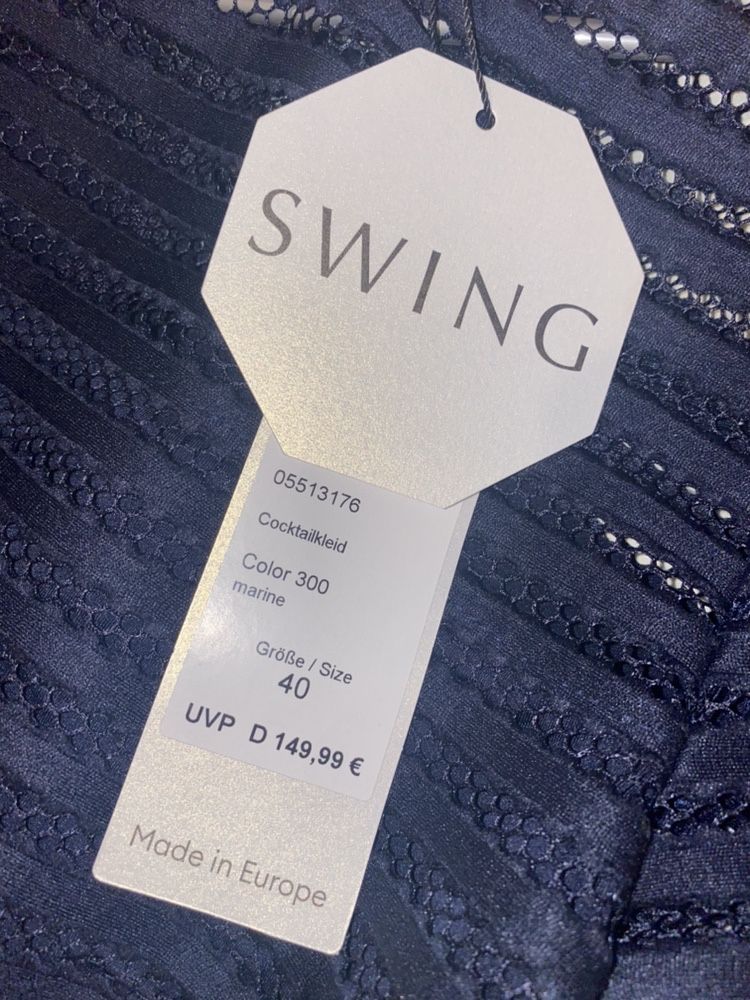 SWING
05513176
Cocktailkleid
Color 300
marine
Größe / Size
40
UVP D 149,99 €
Made in Europe